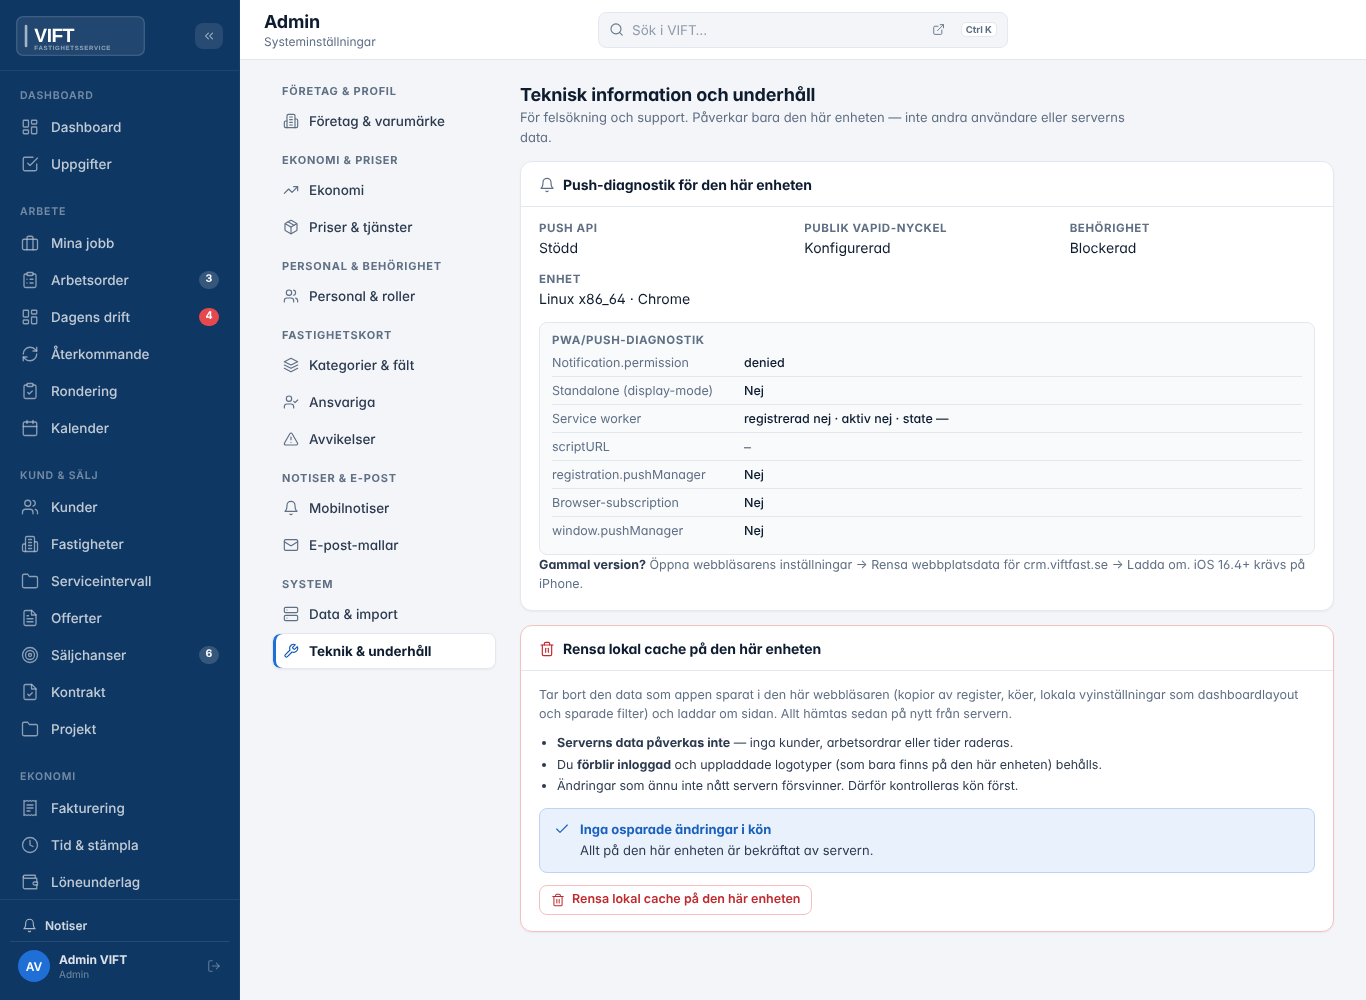 VIFT
FASTIGHETSSERVICE
DASHBOARD
Dashboard
Uppgifter
ARBETE
Mina jobb
Arbetsorder 3
Dagens drift 4
Återkommande
Rondering
Kalender
KUND & SÄLJ
Kunder
Fastigheter
Serviceintervall
Offerter
Säljchanser 6
Kontrakt
Projekt
EKONOMI
Fakturering
Tid & stämpla
Löneunderlag
Notiser
AV
Admin VIFT
Admin
Admin
Systeminställningar
Sök i VIFT... Ctrl K
FÖRETAG & PROFIL
Företag & varumärke
EKONOMI & PRISER
Ekonomi
Priser & tjänster
PERSONAL & BEHÖRIGHET
Personal & roller
FASTIGHETSKORT
Kategorier & fält
Ansvariga
Avvikelser
NOTISER & E-POST
Mobilnotiser
E-post-mallar
SYSTEM
Data & import
Teknik & underhåll
Teknisk information och underhåll
För felsökning och support. Påverkar bara den här enheten — inte andra användare eller serverns
data.
Push-diagnostik för den här enheten
PUSH API PUBLIK VAPID-NYCKEL BEHÖRIGHET
Stödd Konfigurerad Blockerad
ENHET
Linux x86_64 · Chrome
PWA/PUSH-DIAGNOSTIK
Notification.permission denied
Standalone (display-mode) Nej
Service worker registrerad nej · aktiv nej · state —
scriptURL –
registration.pushManager Nej
Browser-subscription Nej
window.pushManager Nej
Gammal version? Öppna webbläsarens inställningar → Rensa webbplatsdata för crm.viftfast.se → Ladda om. iOS 16.4+ krävs på
iPhone.
Rensa lokal cache på den här enheten
Tar bort den data som appen sparat i den här webbläsaren (kopior av register, köer, lokala vyinställningar som dashboardlayout
och sparade filter) och laddar om sidan. Allt hämtas sedan på nytt från servern.
• Serverns data påverkas inte — inga kunder, arbetsordrar eller tider raderas.
• Du förblir inloggad och uppladdade logotyper (som bara finns på den här enheten) behålls.
• Ändringar som ännu inte nått servern försvinner. Därför kontrolleras kön först.
Inga osparade ändringar i kön
Allt på den här enheten är bekräftat av servern.
Rensa lokal cache på den här enheten